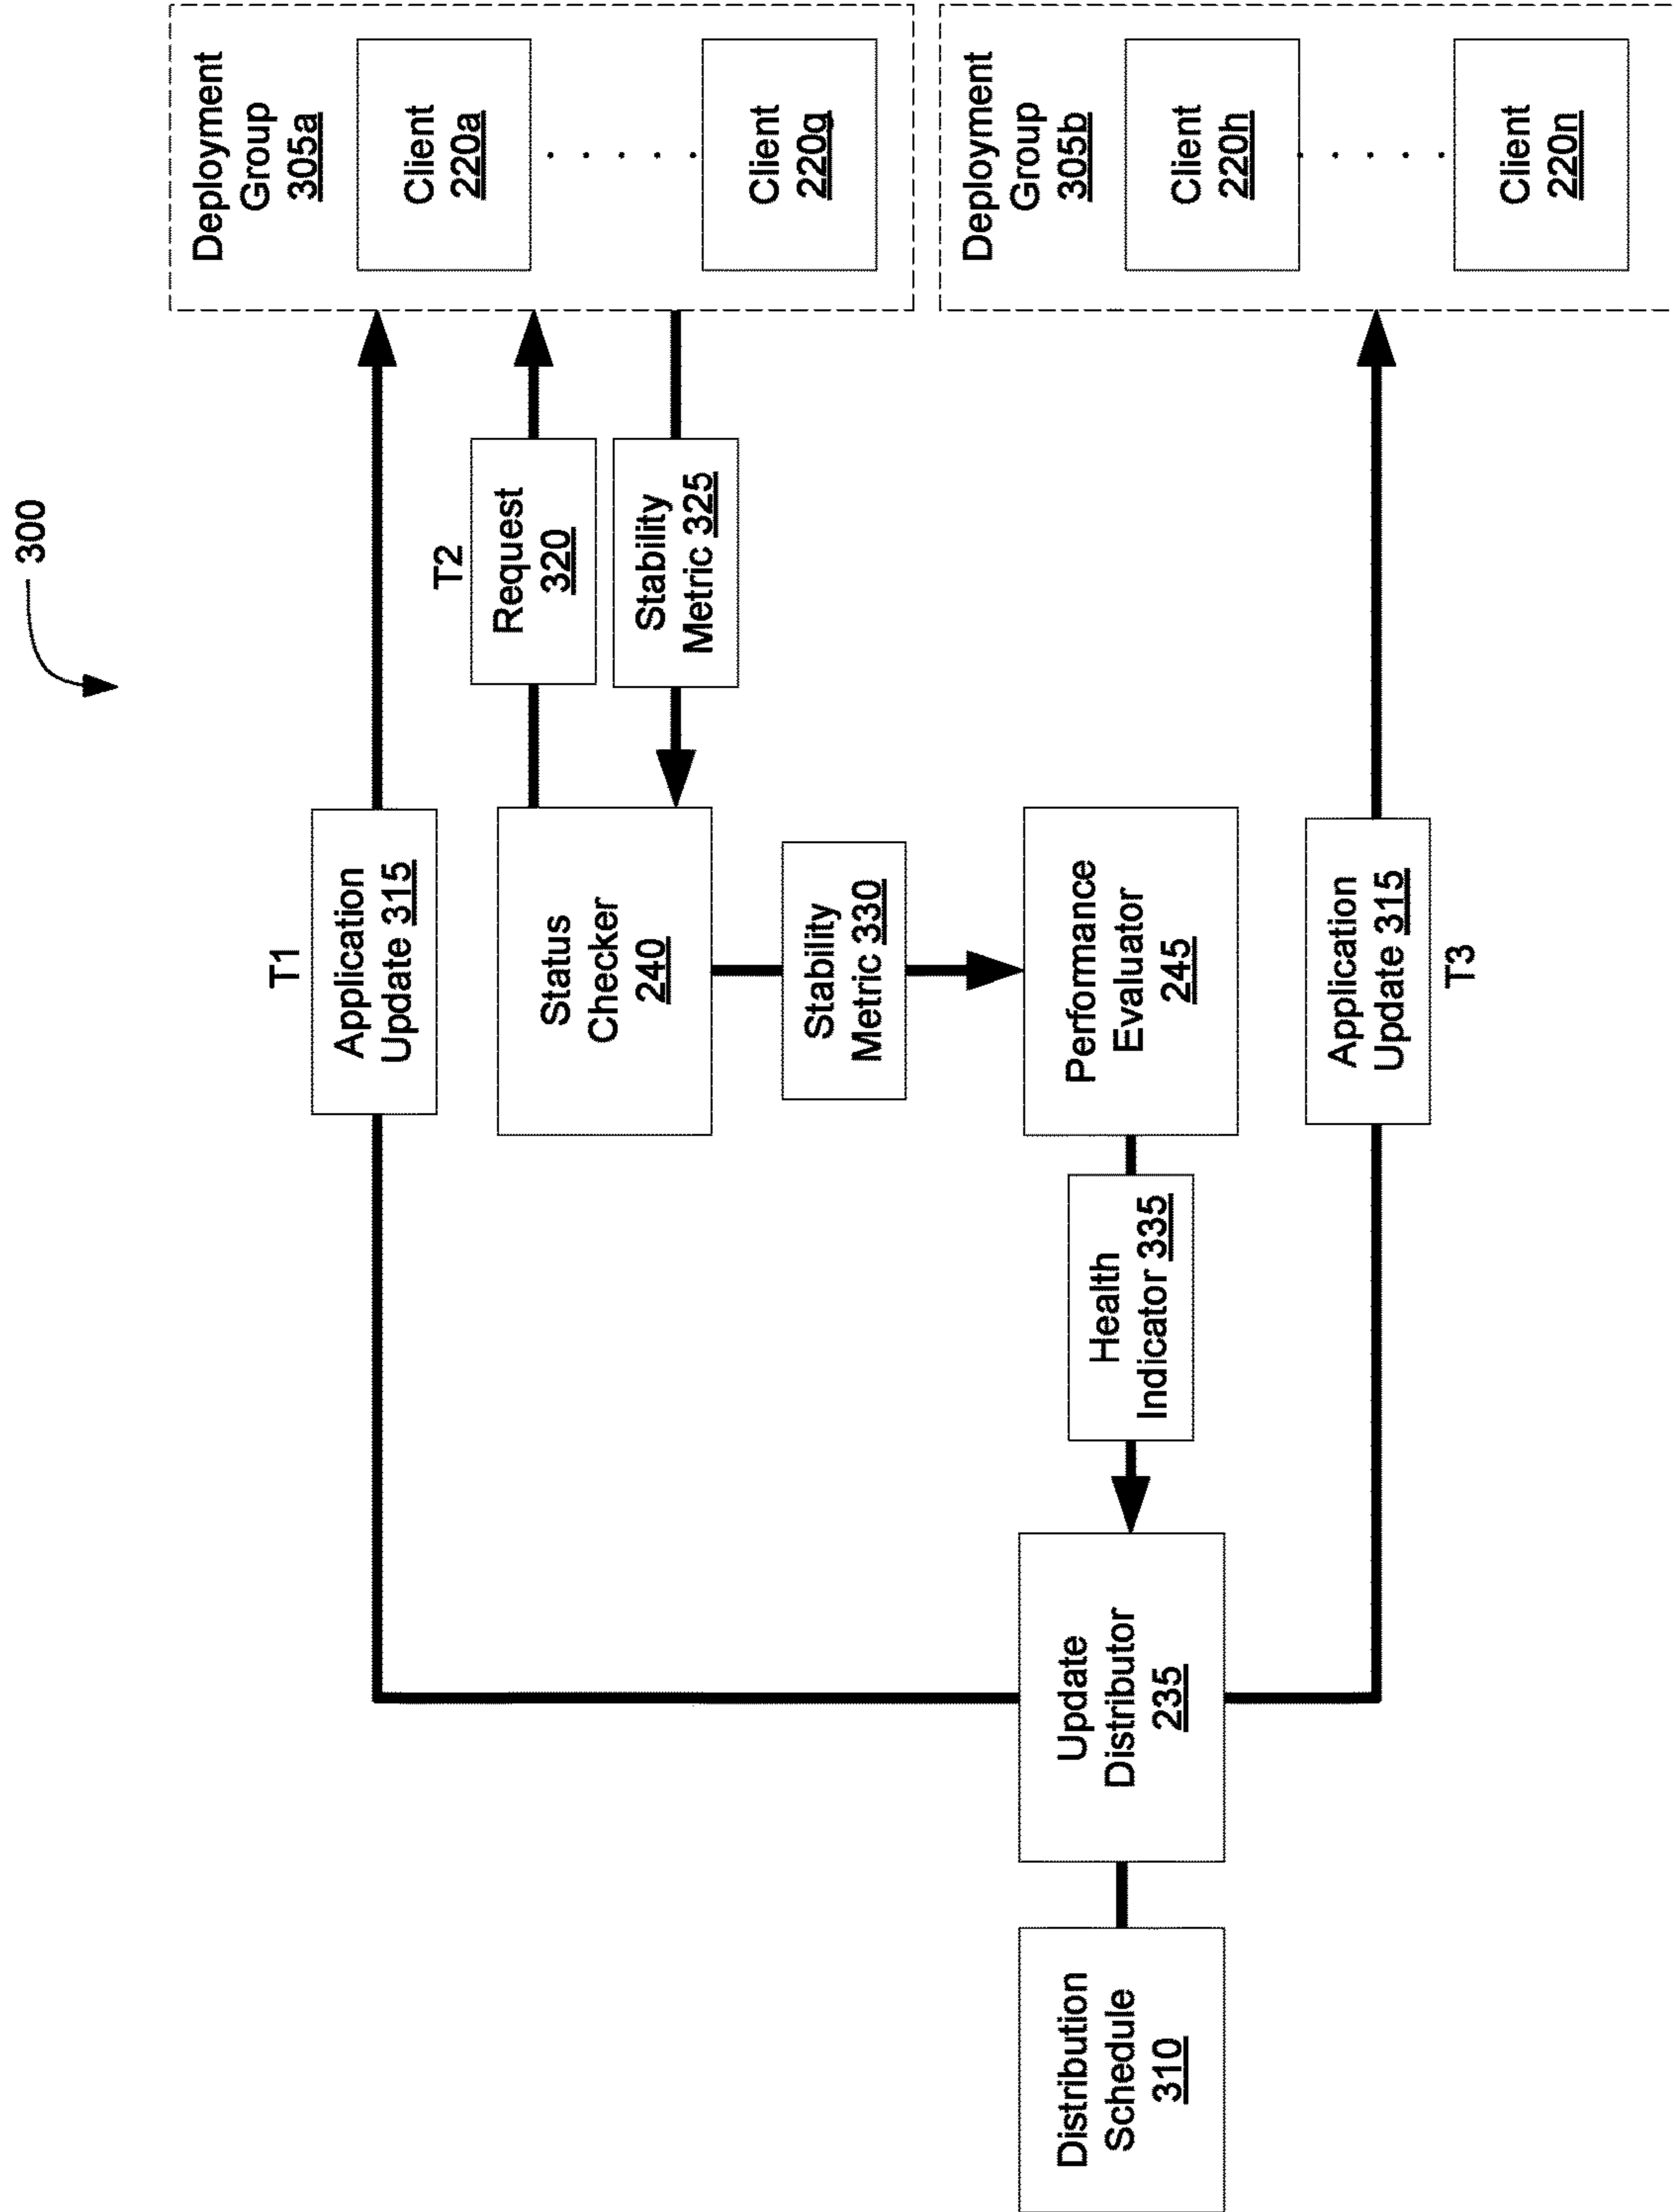 300
T1
Application
Update 315
Deployment
Group
305a
Client
220a
Client
220g
T2
Request
320
Stability
Metric 325
Status
Checker
240
Stability
Metric 330
Performance
Evaluator
245
Health
Indicator 335
Distribution
Schedule
310
Update
Distributor
235
Application
Update 315
T3
Deployment
Group
305b
Client
220h
Client
220n